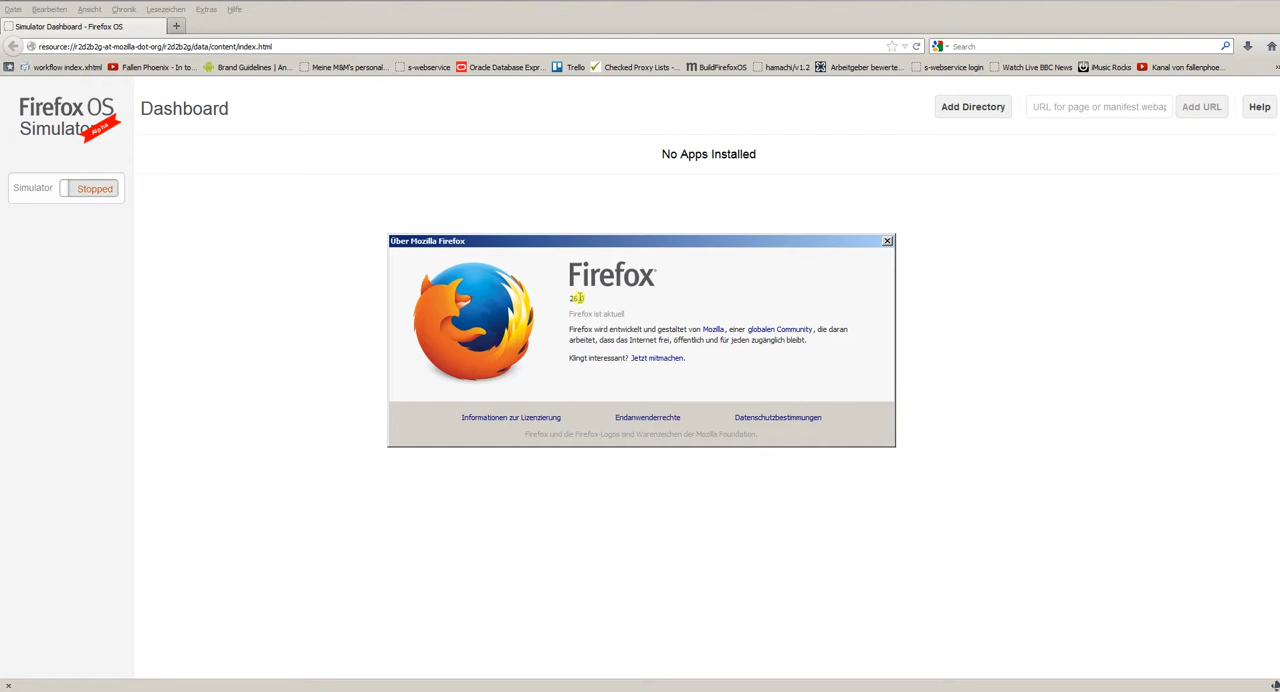 Datei Bearbeiten Ansicht Chronik Lesezeichen Extras Hilfe
Simulator Dashboard - Firefox OS
resource://r2d2b2g-at-mozilla-dot-org/r2d2b2g/data/content/index.html
Search
workflow index.xhtml Fallen Phoenix - In to... Brand Guidelines | An... Meine M&M's personal... s-webservice Oracle Database Expr... Trello Checked Proxy Lists -... BuildFirefoxOS hamachi/v1.2 Arbeitgeber bewerte... s-webservice login Watch Live BBC News iMusic Rocks Kanal von fallenphoe...
Firefox OS
Simulator
Alpha
Dashboard
Add Directory
URL for page or manifest.webap
Add URL
Help
No Apps Installed
Simulator Stopped
Über Mozilla Firefox
Firefox
26.0
Firefox ist aktuell
Firefox wird entwickelt und gestaltet von Mozilla, einer globalen Community, die daran
arbeitet, dass das Internet frei, öffentlich und für jeden zugänglich bleibt.
Klingt interessant? Jetzt mitmachen.
Informationen zur Lizenzierung Endanwenderrechte Datenschutzbestimmungen
Firefox und die Firefox-Logos sind Warenzeichen der Mozilla Foundation.